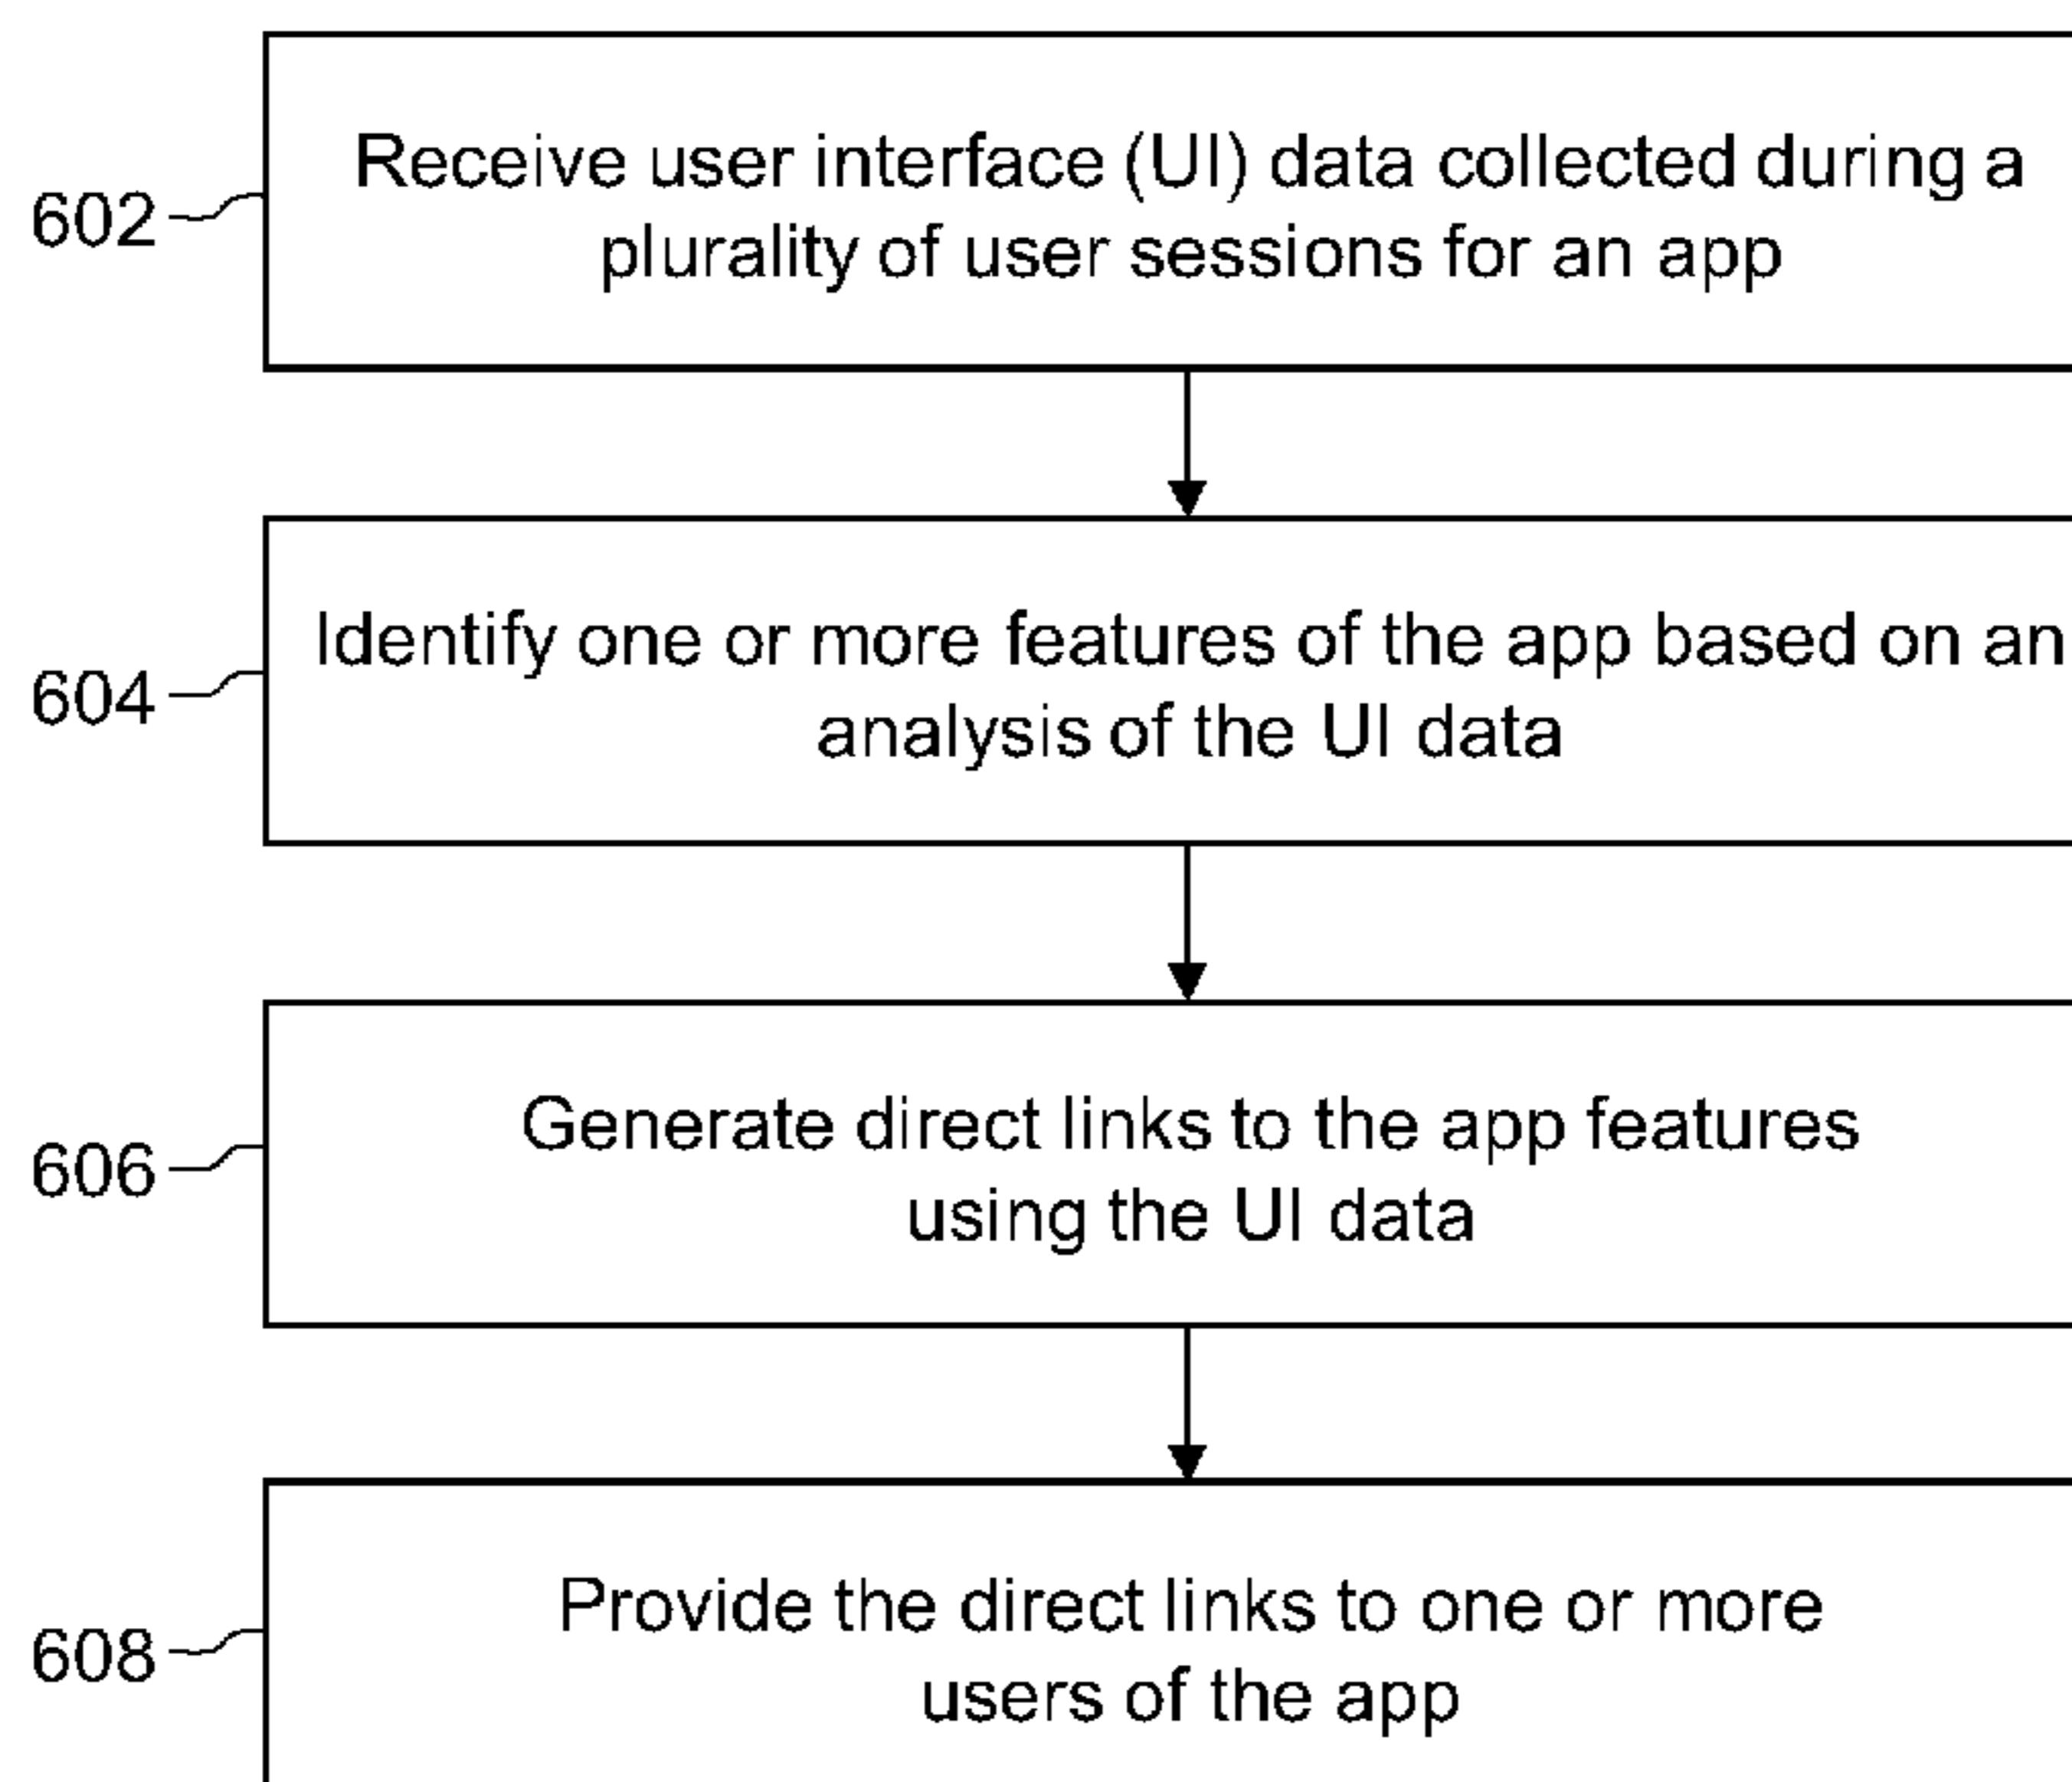 602
Receive user interface (UI) data collected during a
plurality of user sessions for an app
604
Identify one or more features of the app based on an
analysis of the UI data
606
Generate direct links to the app features
using the UI data
608
Provide the direct links to one or more
users of the app